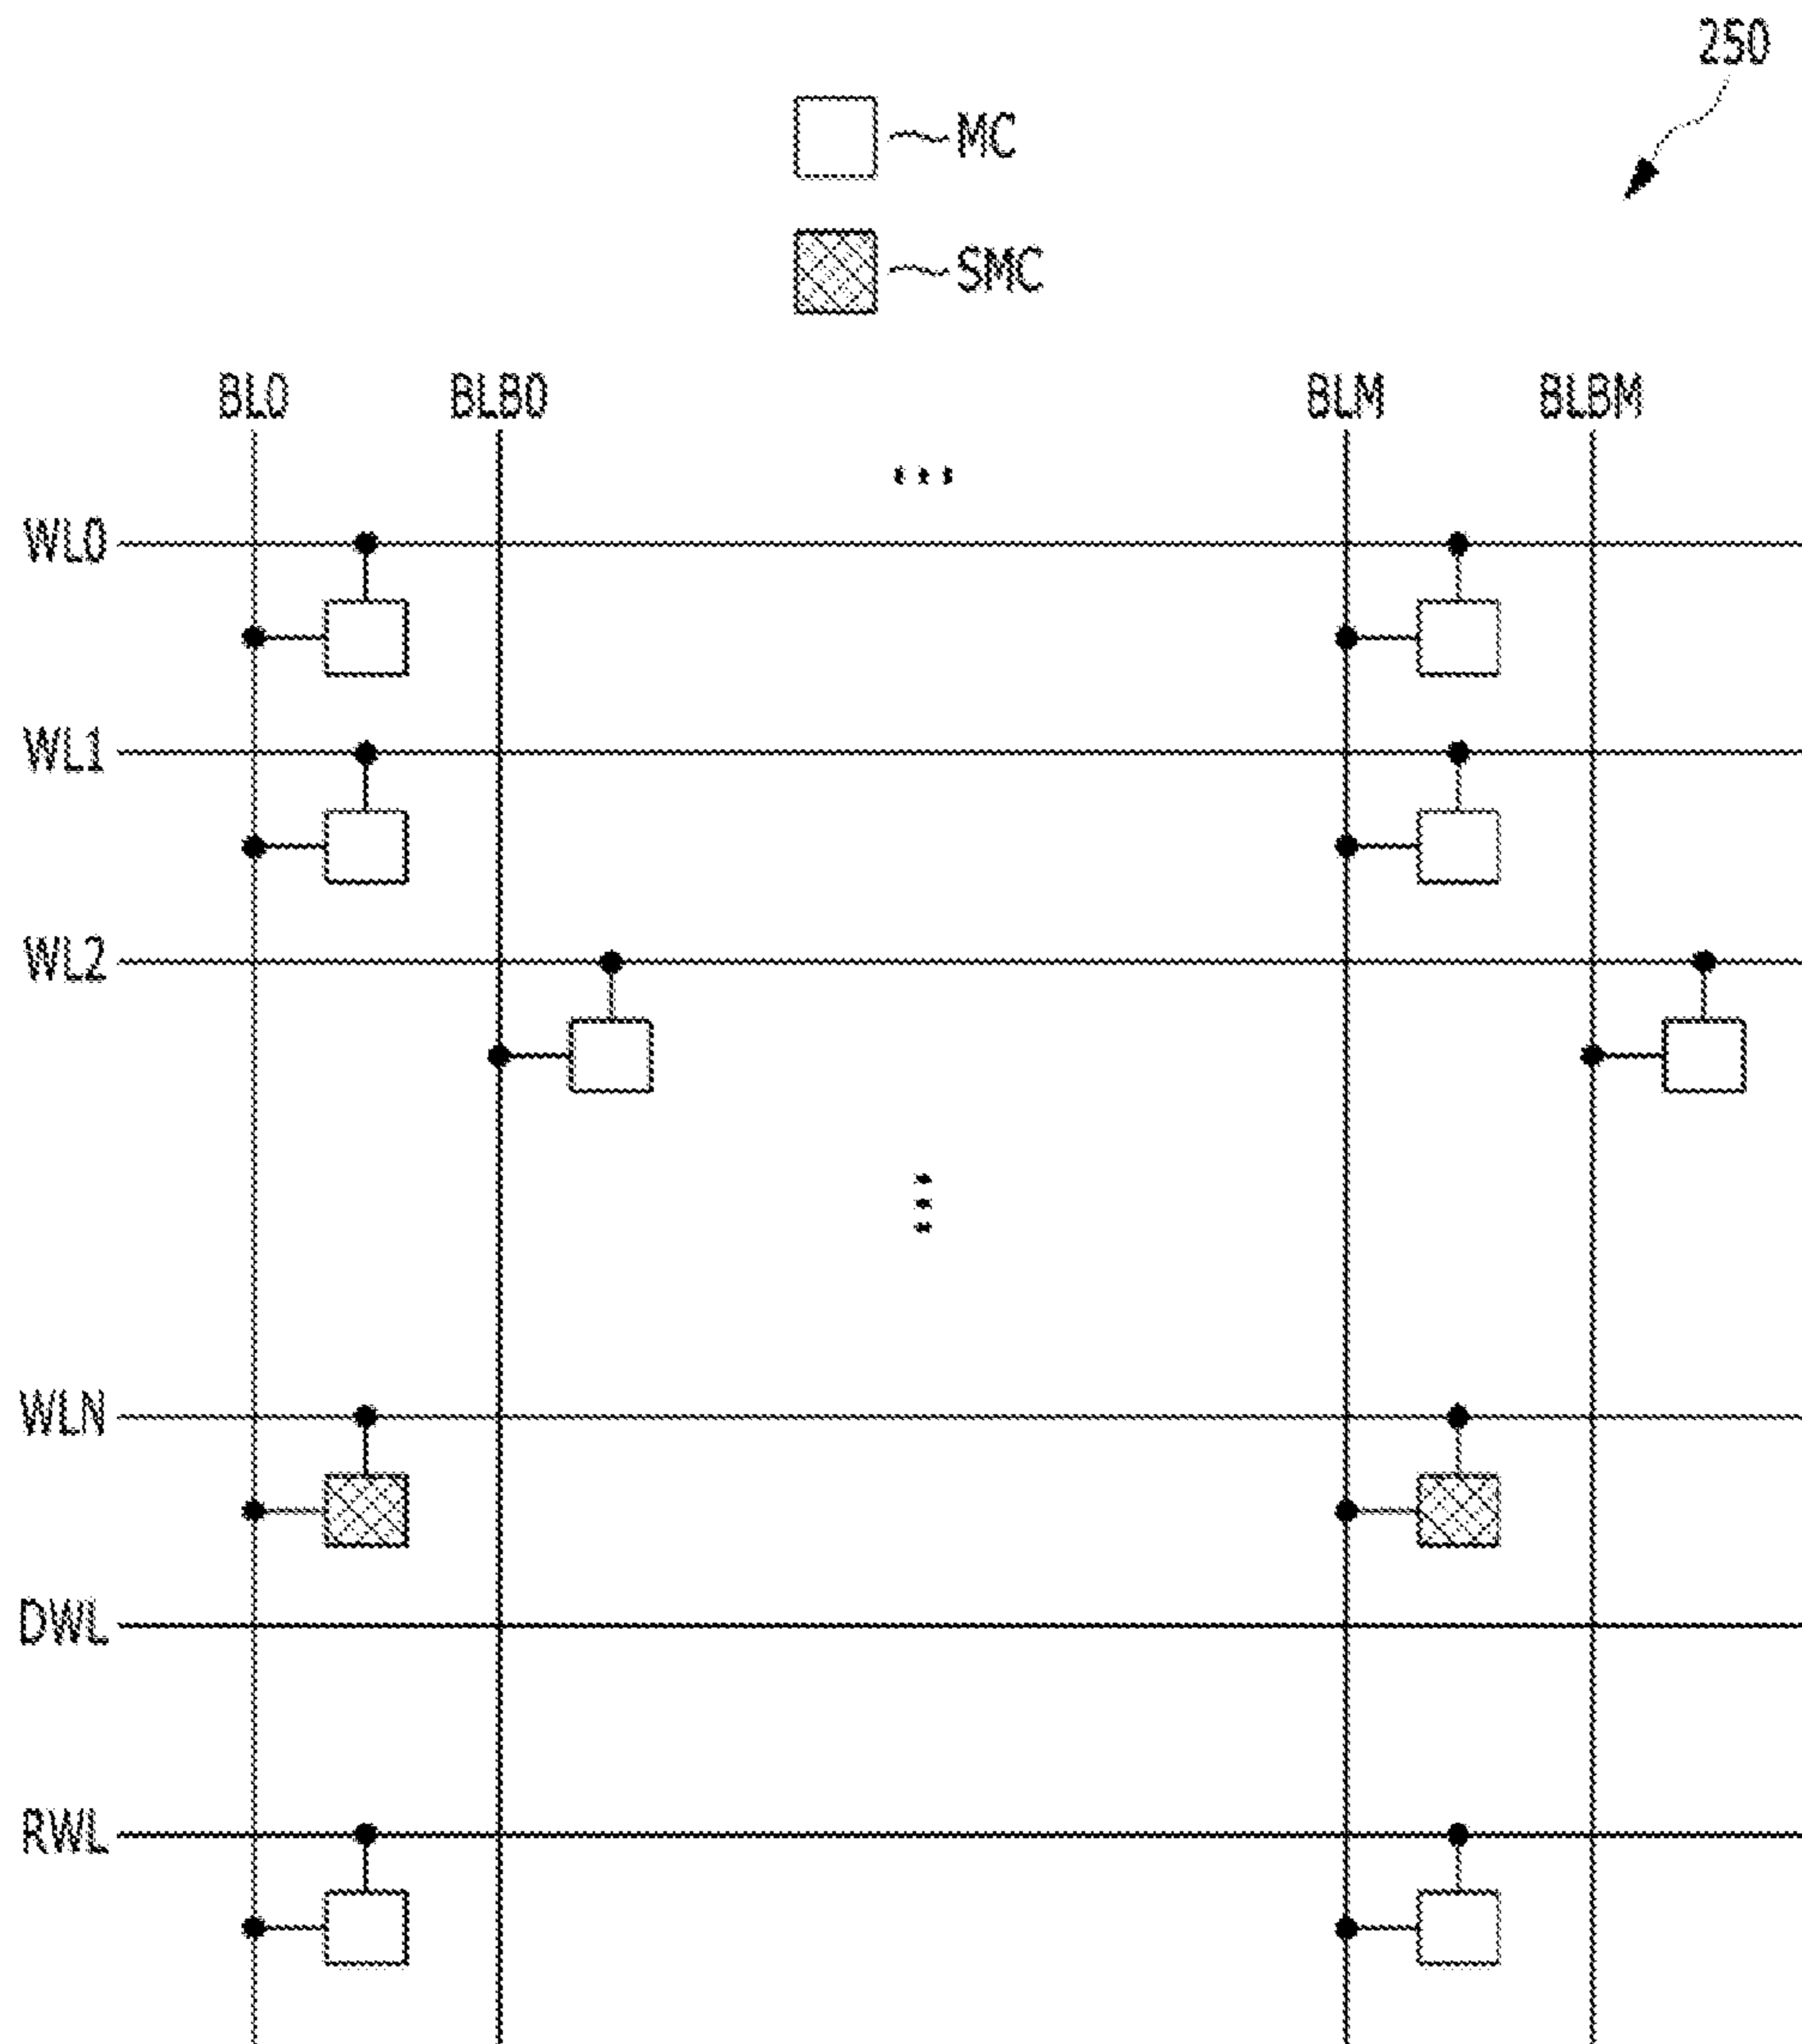 250
MC
SMC
BL0 BLB0 BLM BLBM
...
WL0
WL1
WL2
WLN
DWL
RWL